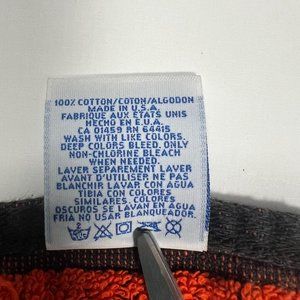 100% COTTON/COTON/ALGODON
MADE IN U.S.A.
FABRIQUE AUX ÉTATS UNIS
HECHO EN E.U.A.
CA 01459 RN 64415
WASH WITH LIKE COLORS.
DEEP COLORS BLEED. ONLY
NON-CHLORINE BLEACH
WHEN NEEDED.
LAVER SEPAREMENT LAVER
AVANT D'UTILISER NE PAS
BLANCHIR LAVAR CON AGUA
TIBIA CON COLORES
SIMILARES. COLORES
OSCUROS SE LAVAN EN AGUA
FRIA NO USAR BLANQUEADOR.